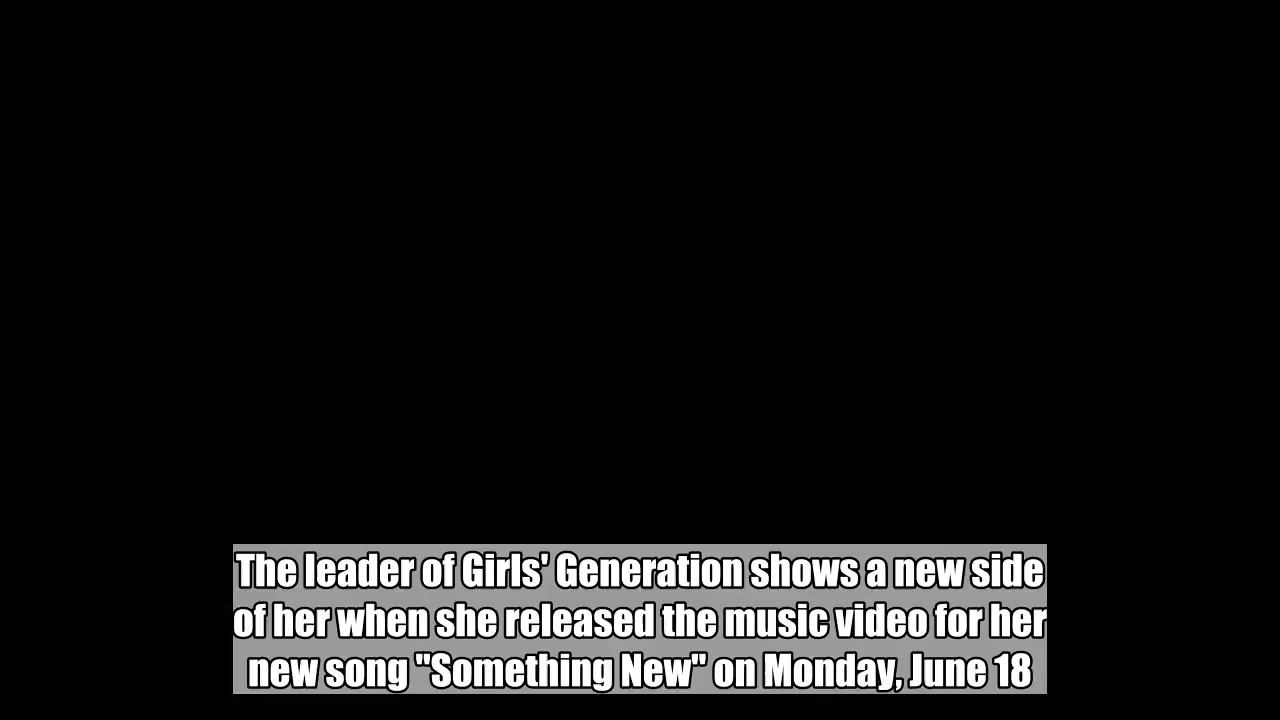 The leader of Girls' Generation shows a new side
of her when she released the music video for her
new song "Something New" on Monday, June 18